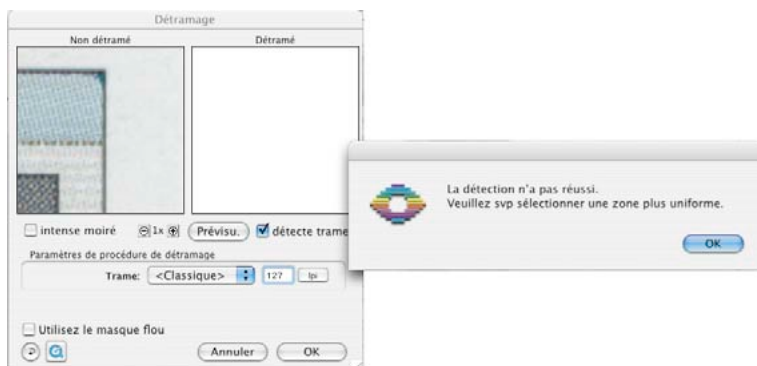 Détramage
Non détramé
Détramé
intense moiré
1x
Prévisu.
détecte trame
Paramètres de procédure de détramage
Trame:
<Classique>
127
lpi
Utilisez le masque flou
Annuler
OK
La détection n'a pas réussi.
Veuillez svp sélectionner une zone plus uniforme.
OK